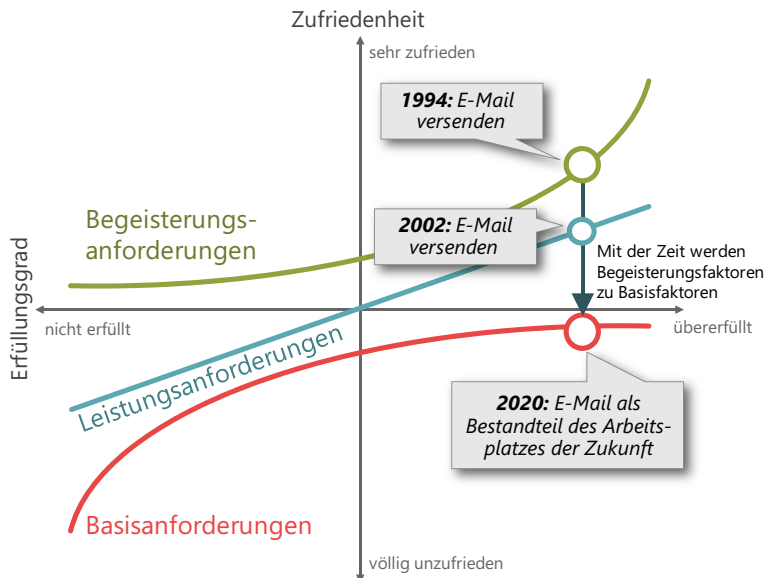 Zufriedenheit
sehr zufrieden
1994: E-Mail
versenden
Begeisterungs-
anforderungen
2002: E-Mail
versenden
Mit der Zeit werden
Begeisterungsfaktoren
zu Basisfaktoren
Erfüllungsgrad
nicht erfüllt
übererfüllt
Leistungsanforderungen
2020: E-Mail als
Bestandteil des Arbeits-
platzes der Zukunft
Basisanforderungen
völlig unzufrieden